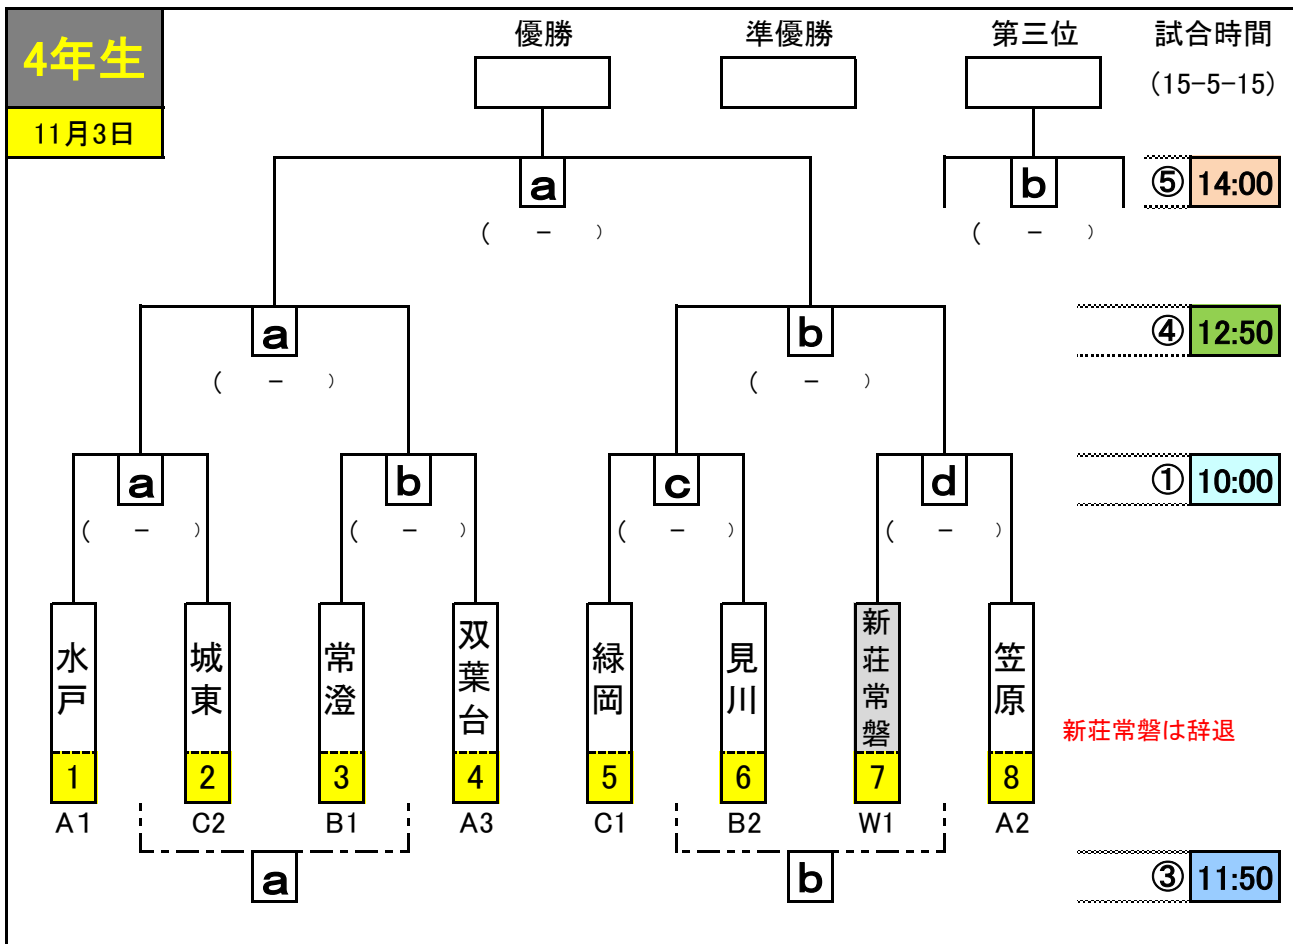 4年生
11月3日
優勝 準優勝 第三位 試合時間
(15-5-15)
a b ⑤ 14:00
( - ) ( - )
a b ④ 12:50
( - ) ( - )
a b c d ① 10:00
( - ) ( - ) ( - ) ( - )
水戸 城東 常澄 双葉台 緑岡 見川 新荘常磐 笠原
新荘常磐は辞退
1 2 3 4 5 6 7 8
A1 C2 B1 A3 C1 B2 W1 A2
a b ③ 11:50